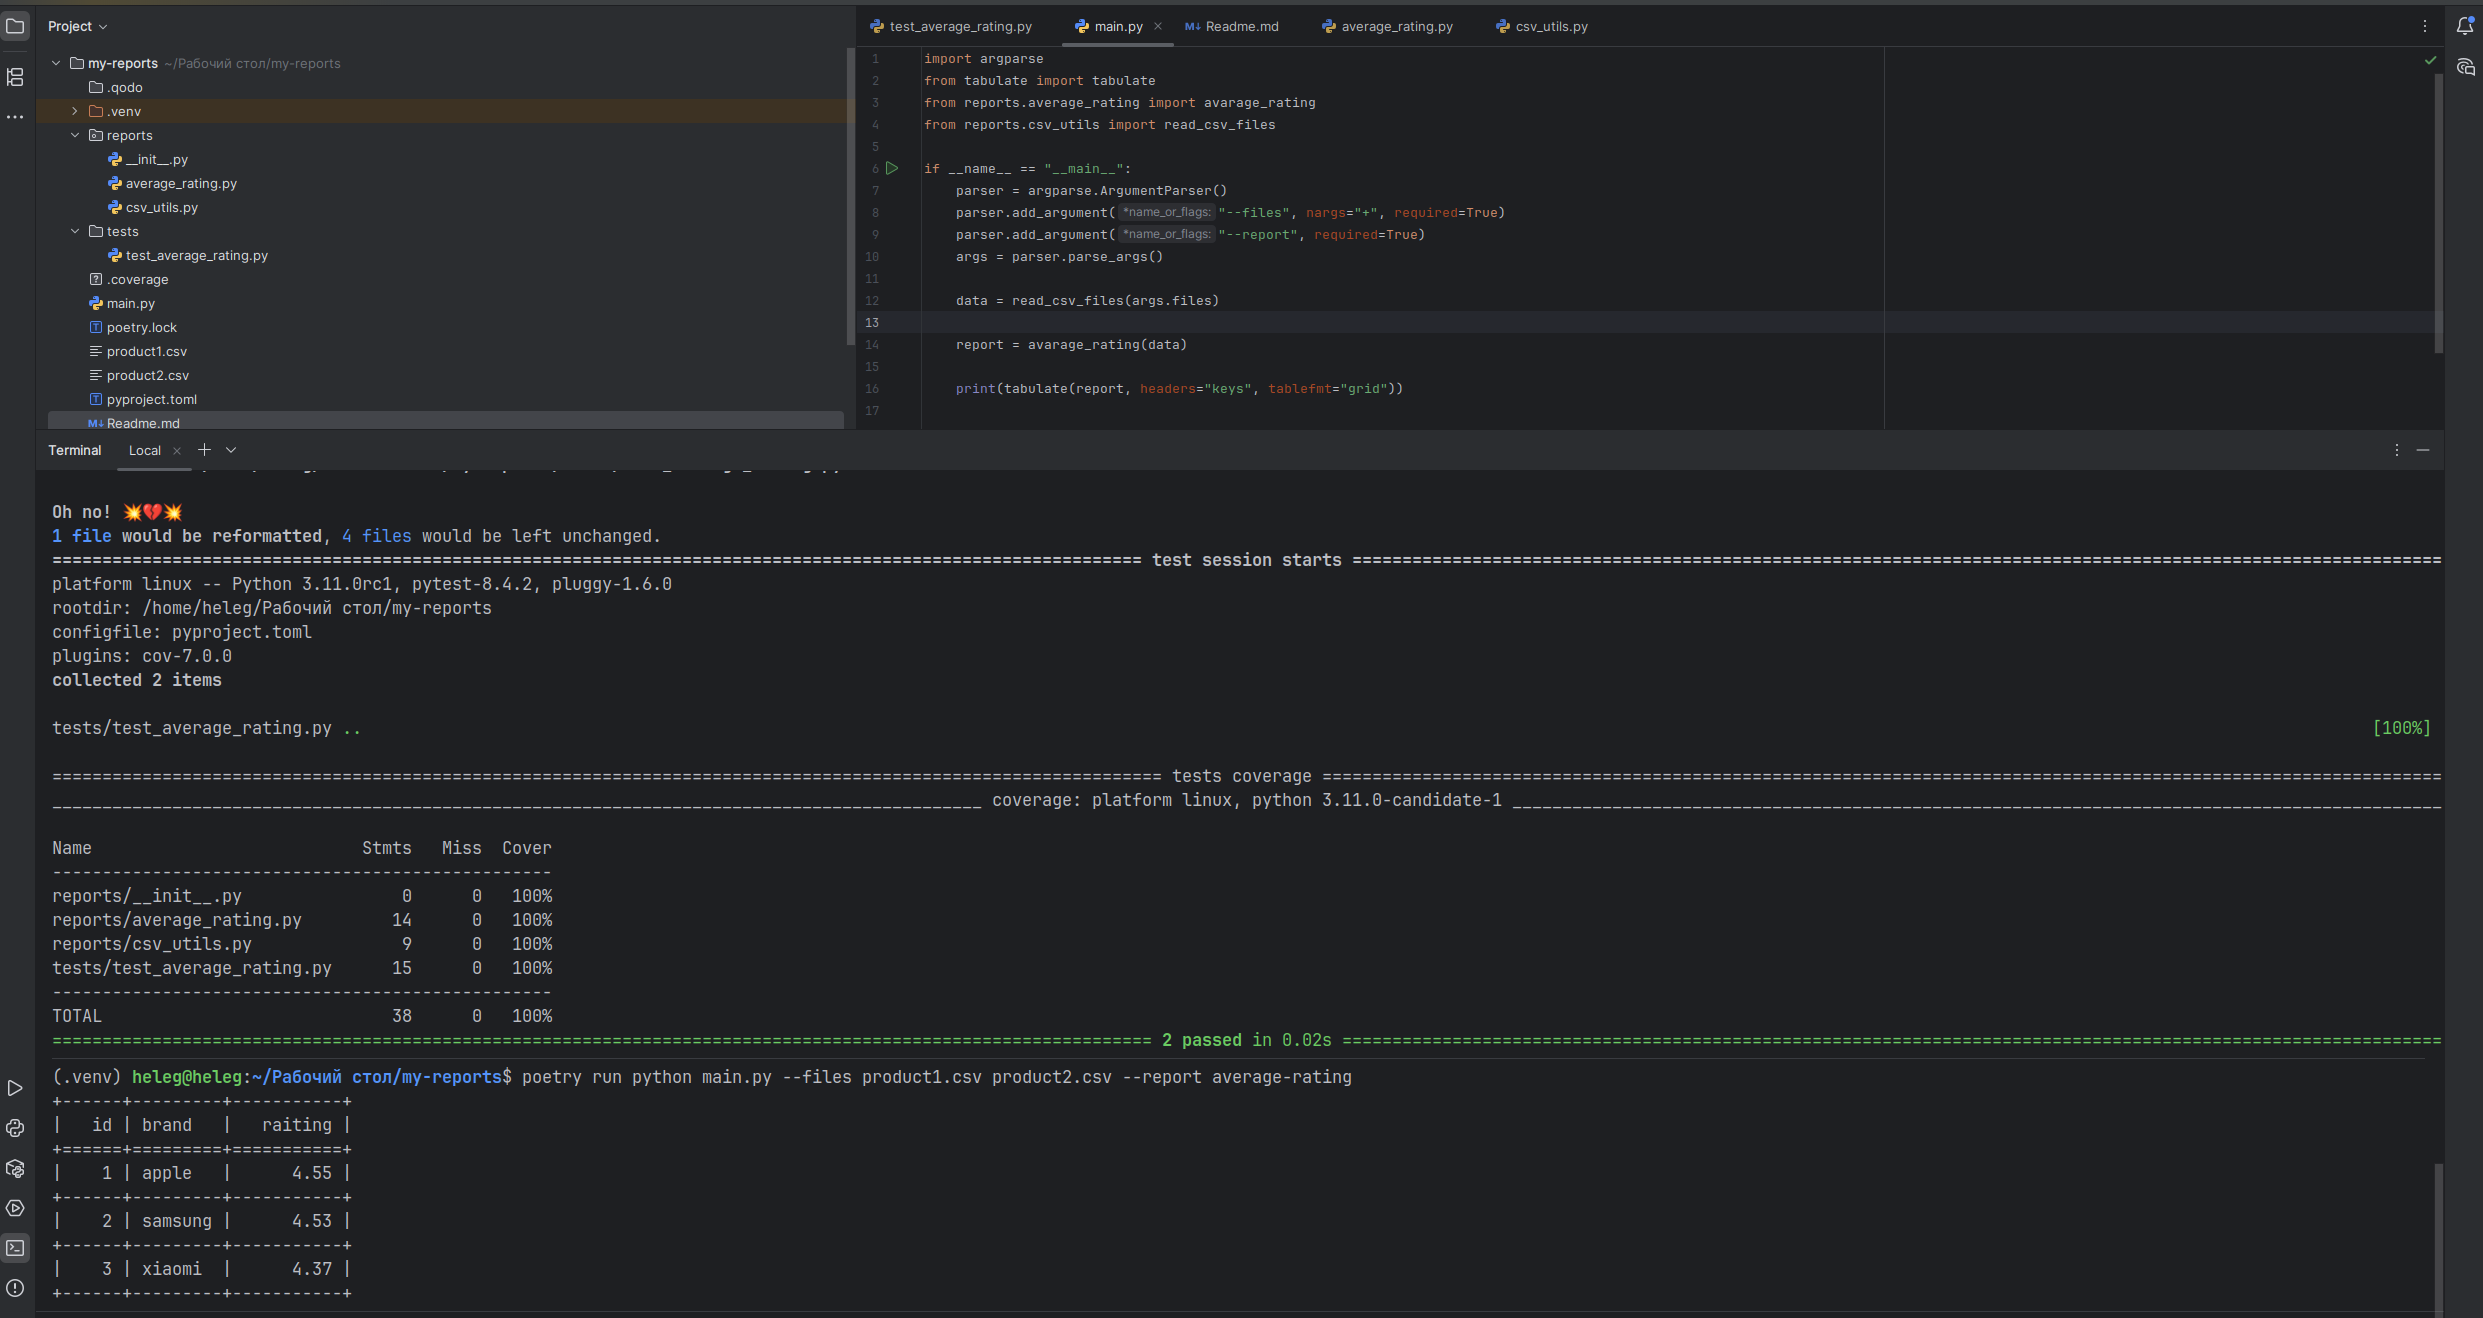 Project
my-reports ~/Рабочий стол/my-reports
.qodo
.venv
reports
__init__.py
average_rating.py
csv_utils.py
tests
test_average_rating.py
.coverage
main.py
poetry.lock
product1.csv
product2.csv
pyproject.toml
Readme.md
test_average_rating.py main.py Readme.md average_rating.py csv_utils.py
1 import argparse
2 from tabulate import tabulate
3 from reports.average_rating import avarage_rating
4 from reports.csv_utils import read_csv_files
5
6 if __name__ == "__main__":
7     parser = argparse.ArgumentParser()
8     parser.add_argument( *name_or_flags: "--files", nargs="+", required=True)
9     parser.add_argument( *name_or_flags: "--report", required=True)
10     args = parser.parse_args()
11
12     data = read_csv_files(args.files)
13
14     report = avarage_rating(data)
15
16     print(tabulate(report, headers="keys", tablefmt="grid"))
17
Terminal Local
Oh no! 💥💔💥
1 file would be reformatted, 4 files would be left unchanged.
============ test session starts ============
platform linux -- Python 3.11.0rc1, pytest-8.4.2, pluggy-1.6.0
rootdir: /home/heleg/Рабочий стол/my-reports
configfile: pyproject.toml
plugins: cov-7.0.0
collected 2 items
tests/test_average_rating.py .. [100%]
============ tests coverage ============
____________ coverage: platform linux, python 3.11.0-candidate-1 ____________
Name                           Stmts   Miss  Cover
--------------------------------------------------
reports/__init__.py                0      0   100%
reports/average_rating.py         14      0   100%
reports/csv_utils.py               9      0   100%
tests/test_average_rating.py      15      0   100%
--------------------------------------------------
TOTAL                             38      0   100%
============ 2 passed in 0.02s ============
(.venv) heleg@heleg:~/Рабочий стол/my-reports$ poetry run python main.py --files product1.csv product2.csv --report average-rating
+------+---------+-----------+
|   id | brand   |   raiting |
+======+=========+===========+
|    1 | apple   |      4.55 |
+------+---------+-----------+
|    2 | samsung |      4.53 |
+------+---------+-----------+
|    3 | xiaomi  |      4.37 |
+------+---------+-----------+